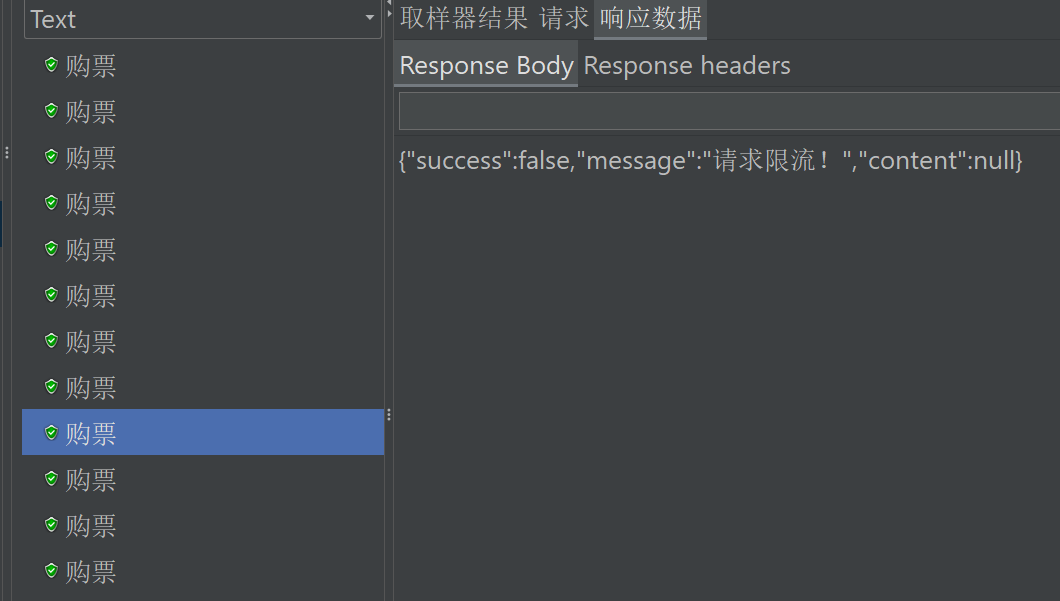 Text
购票
购票
购票
购票
购票
购票
购票
购票
购票
购票
购票
购票
取样器结果 请求 响应数据
Response Body Response headers
{"success":false,"message":"请求限流！","content":null}